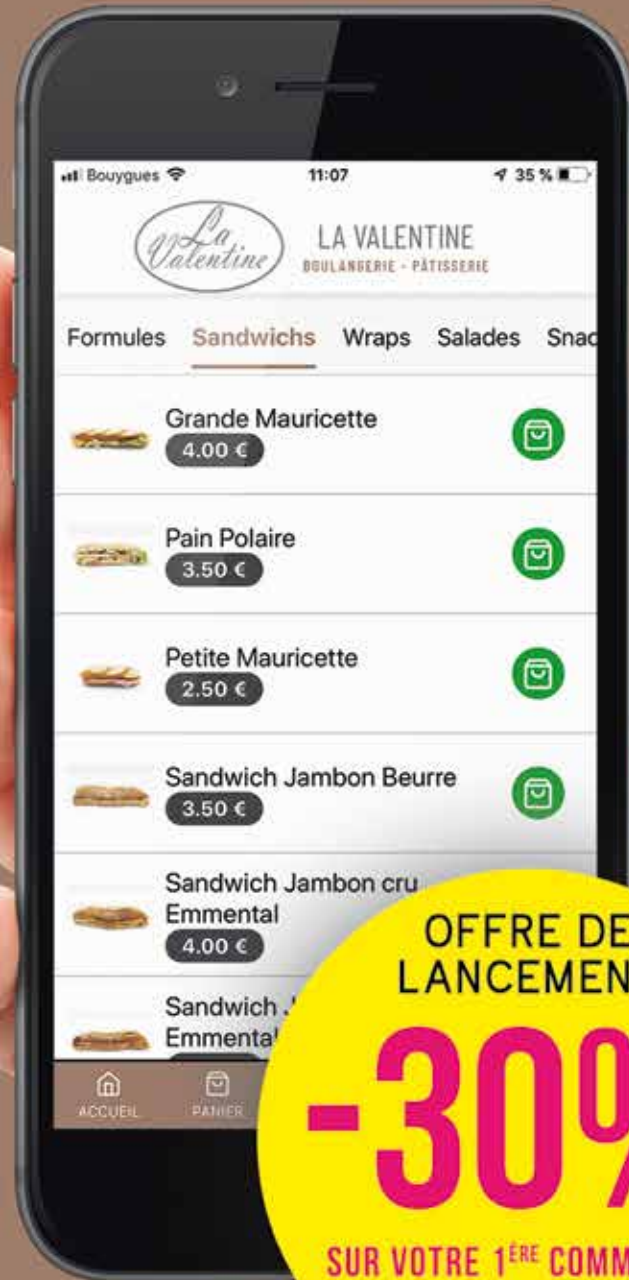 Bouygues 11:07 35 %
La Valentine
LA VALENTINE
BOULANGERIE - PÂTISSERIE
Formules Sandwichs Wraps Salades Snac
Grande Mauricette
4.00 €
Pain Polaire
3.50 €
Petite Mauricette
2.50 €
Sandwich Jambon Beurre
3.50 €
Sandwich Jambon cru
Emmental
4.00 €
Sandwich
Emmental
ACCUEIL PANIER
OFFRE DE
LANCEMEN
-30%
SUR VOTRE 1ÈRE COMM